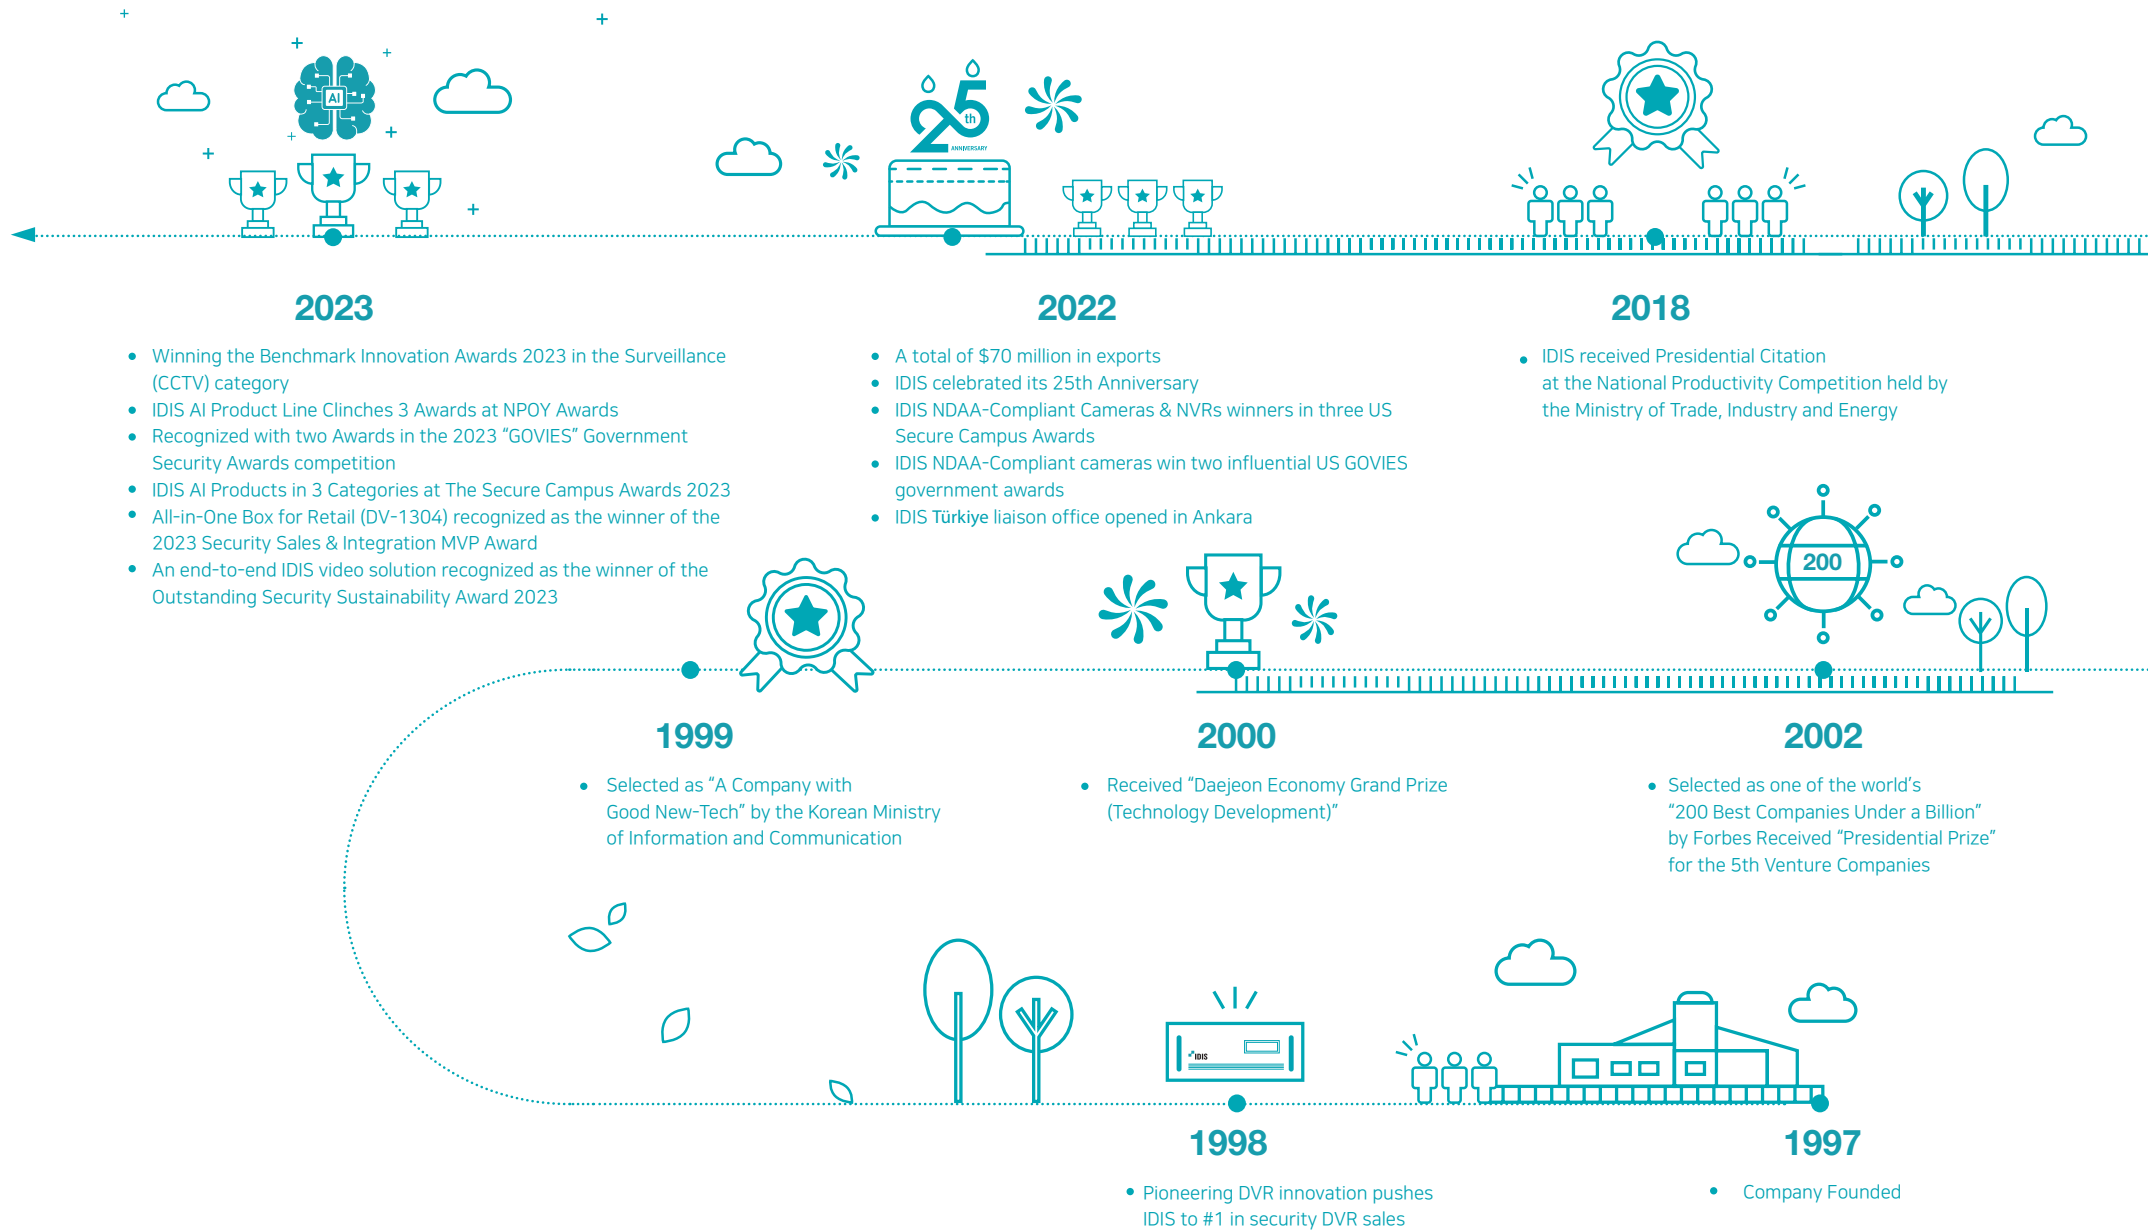 AI
25th
ANNIVERSARY
2023
• Winning the Benchmark Innovation Awards 2023 in the Surveillance
(CCTV) category
• IDIS AI Product Line Clinches 3 Awards at NPOY Awards
• Recognized with two Awards in the 2023 “GOVIES” Government
Security Awards competition
• IDIS AI Products in 3 Categories at The Secure Campus Awards 2023
• All-in-One Box for Retail (DV-1304) recognized as the winner of the
2023 Security Sales & Integration MVP Award
• An end-to-end IDIS video solution recognized as the winner of the
Outstanding Security Sustainability Award 2023
2022
• A total of $70 million in exports
• IDIS celebrated its 25th Anniversary
• IDIS NDAA-Compliant Cameras & NVRs winners in three US
Secure Campus Awards
• IDIS NDAA-Compliant cameras win two influential US GOVIES
government awards
• IDIS Türkiye liaison office opened in Ankara
2018
• IDIS received Presidential Citation
at the National Productivity Competition held by
the Ministry of Trade, Industry and Energy
200
1999
• Selected as “A Company with
Good New-Tech” by the Korean Ministry
of Information and Communication
2000
• Received “Daejeon Economy Grand Prize
(Technology Development)”
2002
• Selected as one of the world’s
“200 Best Companies Under a Billion”
by Forbes Received “Presidential Prize”
for the 5th Venture Companies
IDIS
1998
• Pioneering DVR innovation pushes
IDIS to #1 in security DVR sales
1997
• Company Founded